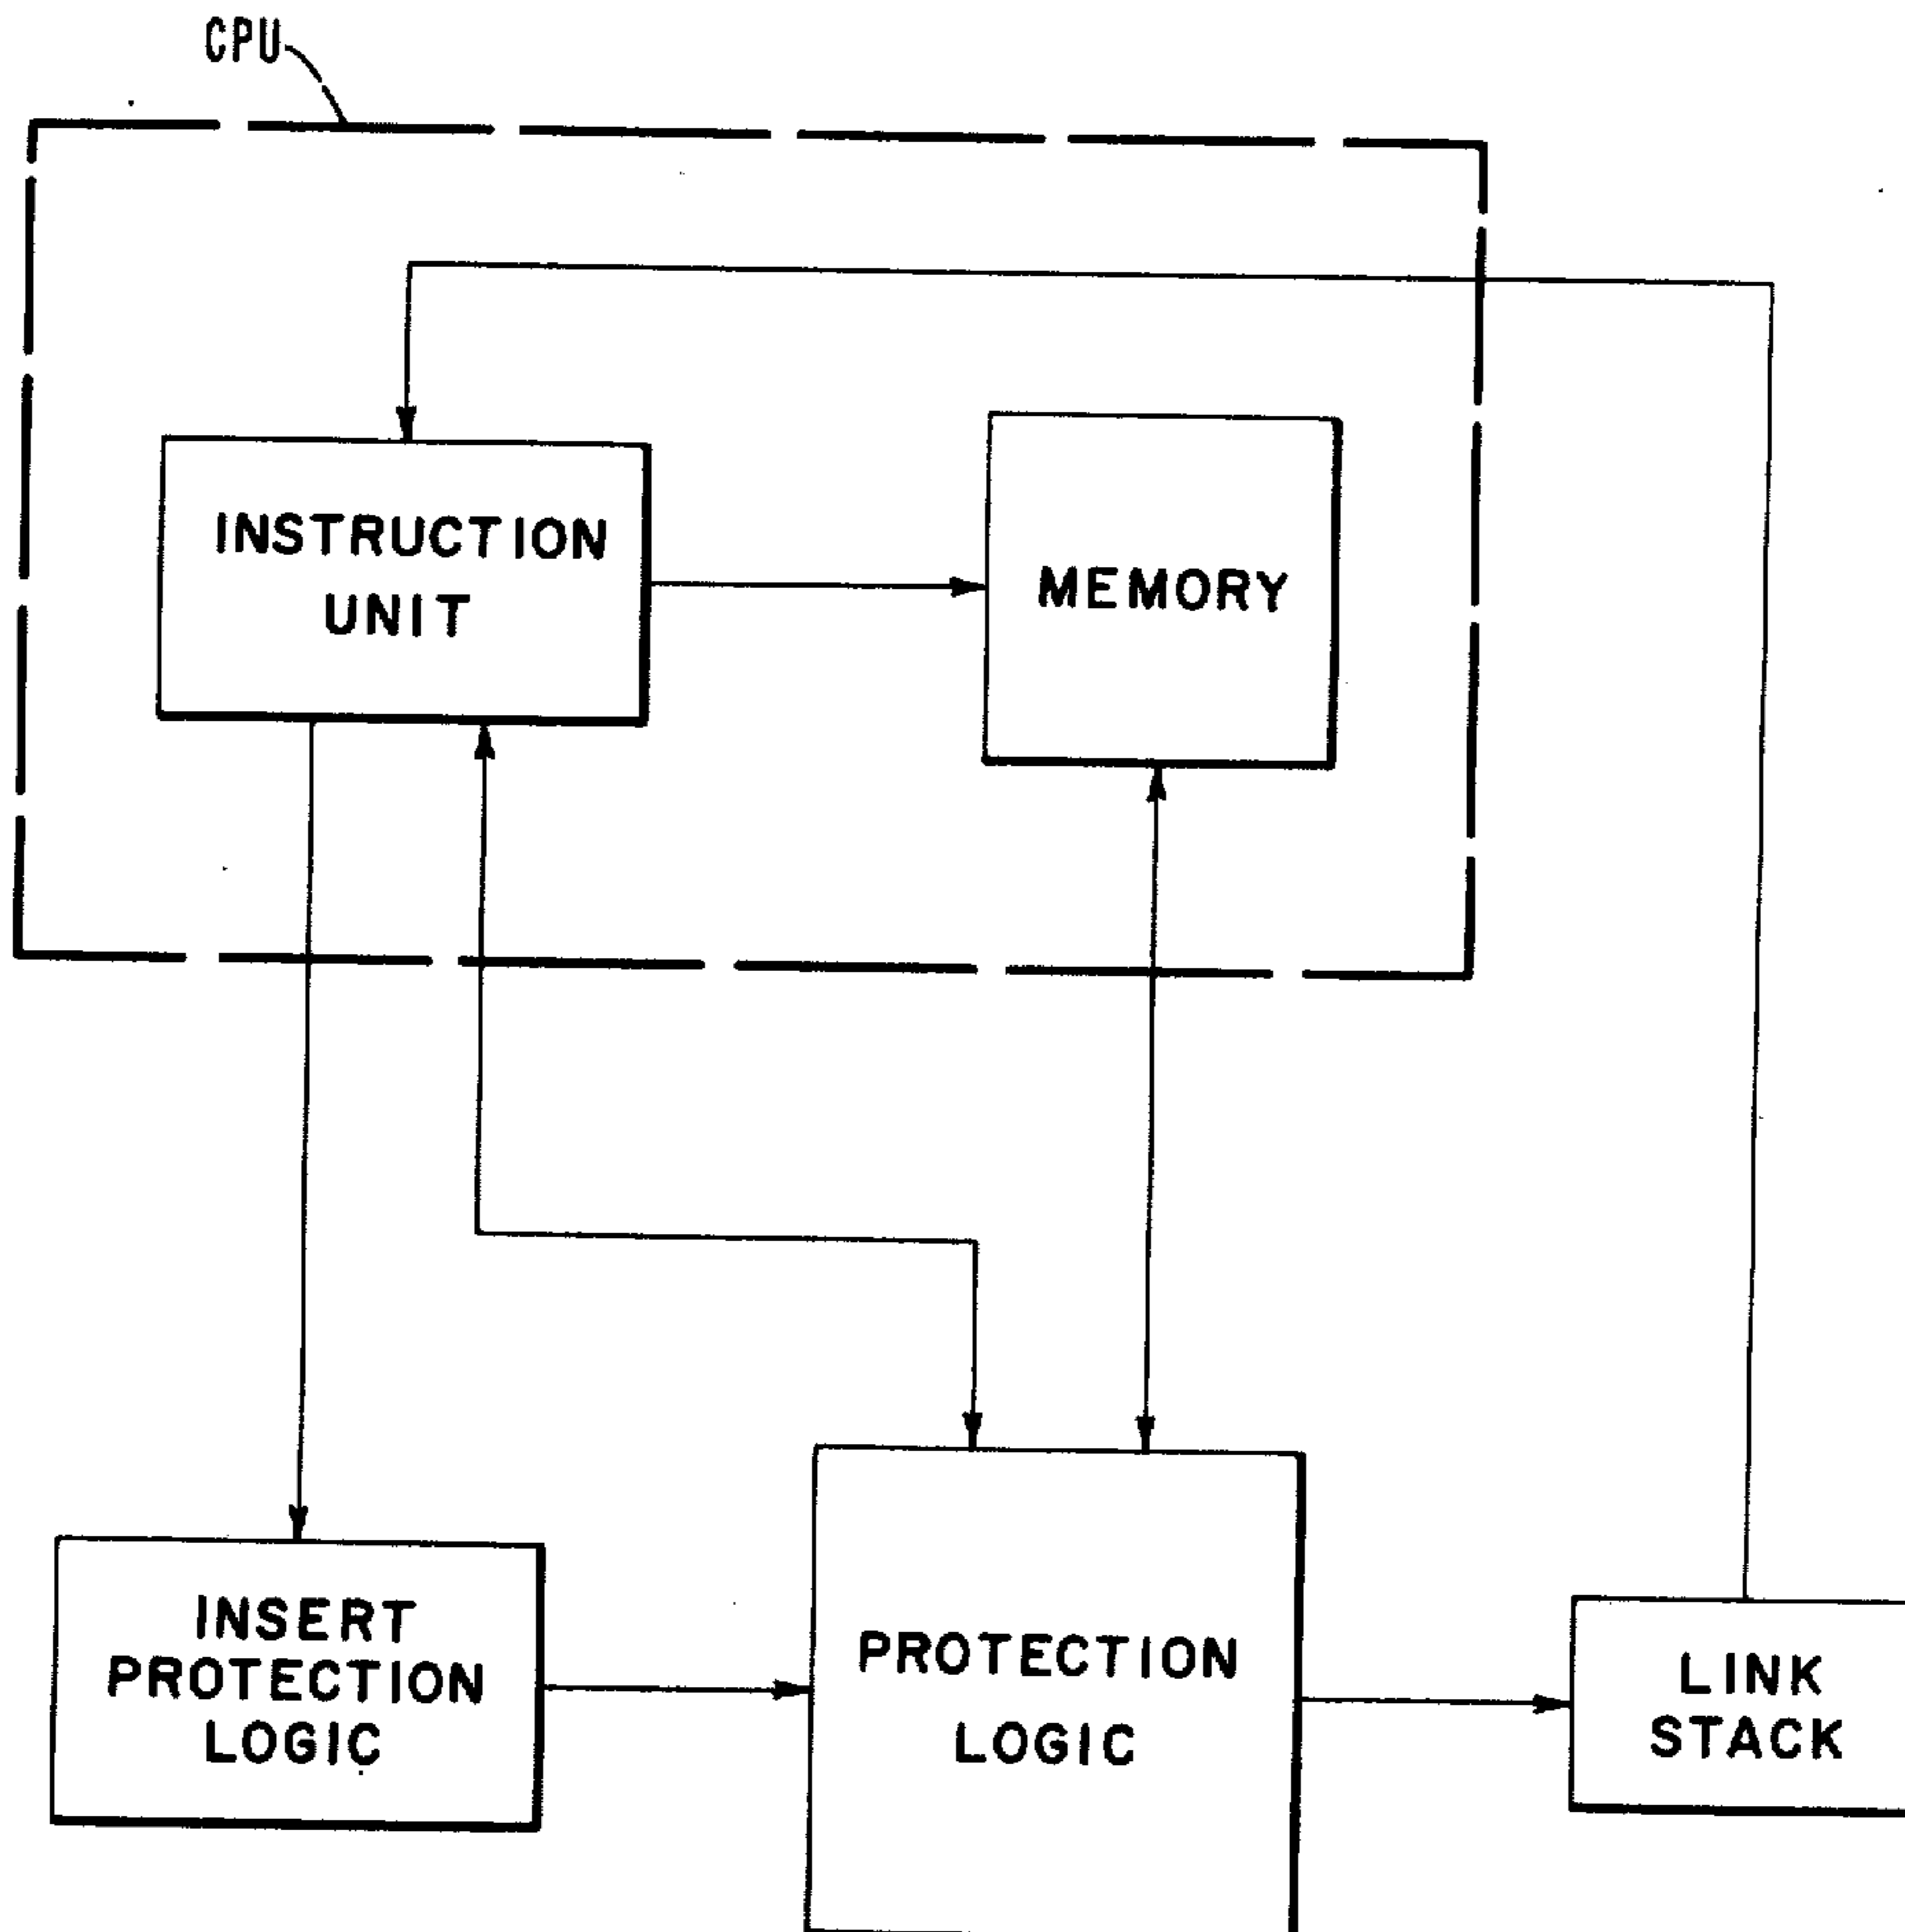 CPU
INSTRUCTION
UNIT
MEMORY
INSERT
PROTECTION
LOGIC
PROTECTION
LOGIC
LINK
STACK